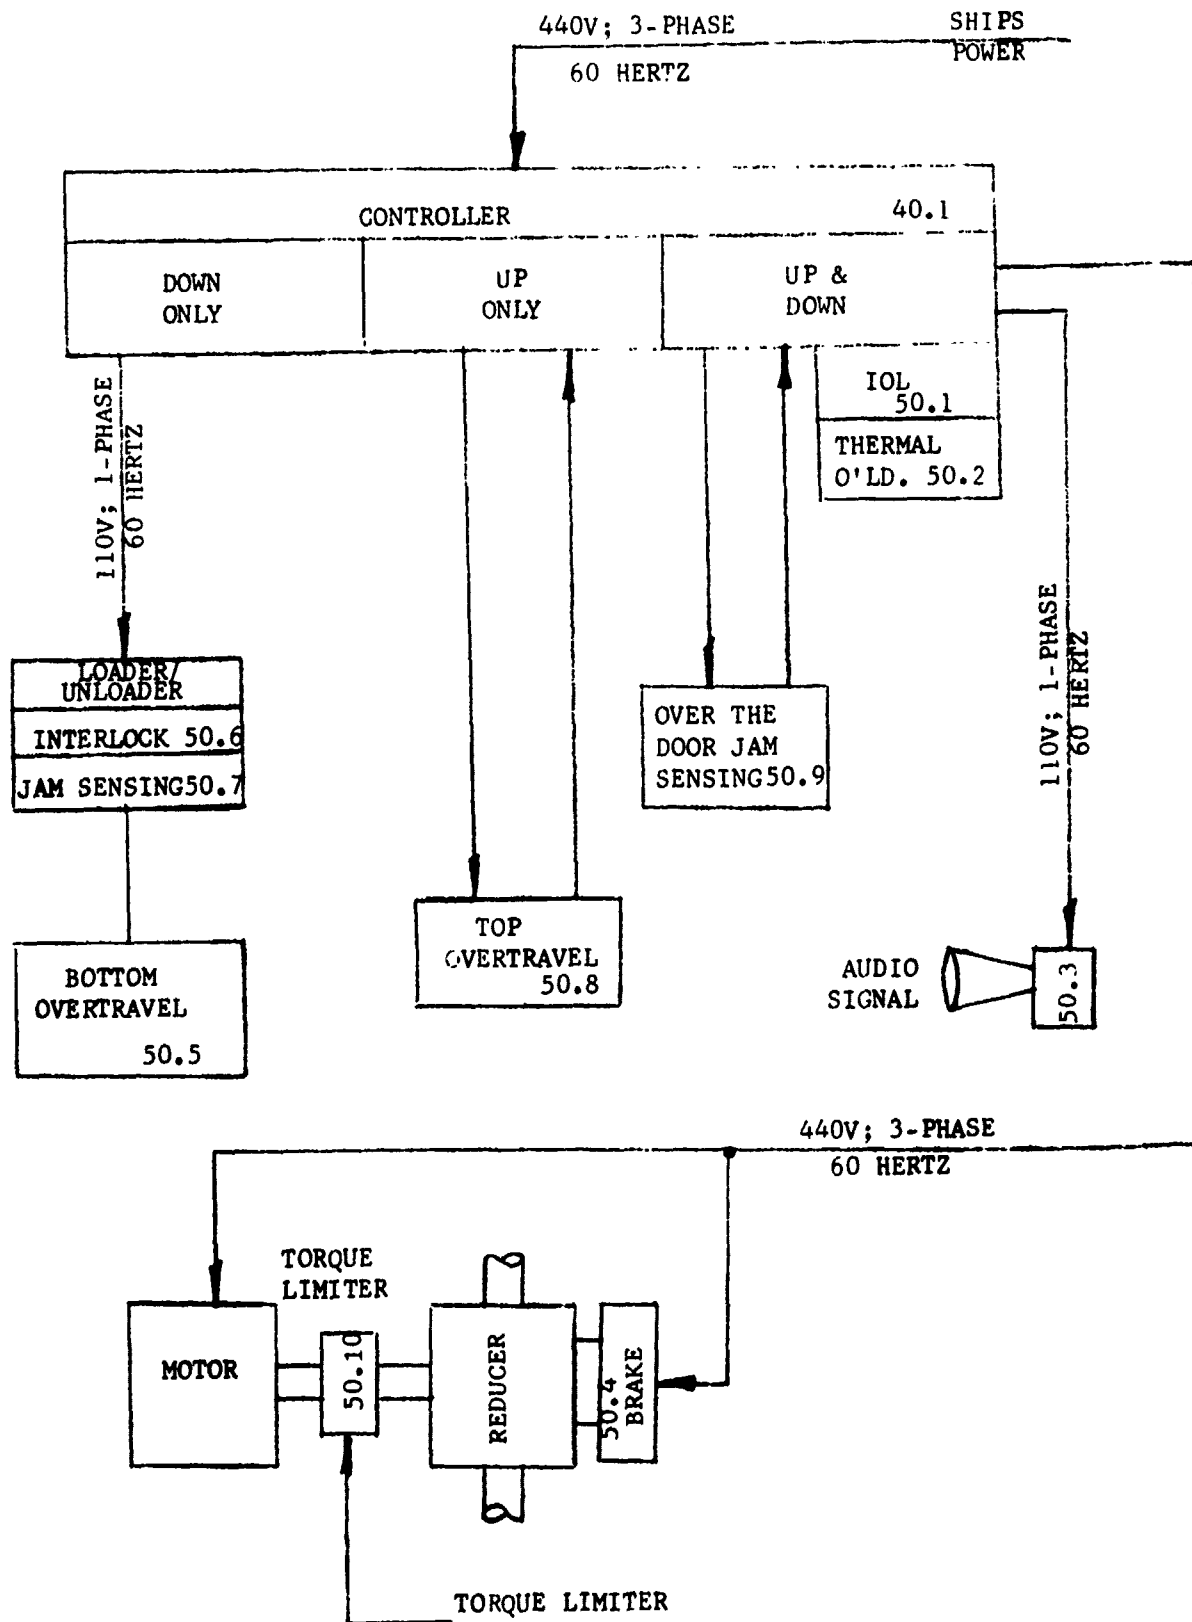 440V; 3-PHASE
60 HERTZ
SHIPS
POWER
CONTROLLER
40.1
DOWN
ONLY
UP
ONLY
UP &
DOWN
IOL
50.1
THERMAL
O'LD. 50.2
110V; 1-PHASE
60 HERTZ
110V; 1-PHASE
60 HERTZ
LOADER/
UNLOADER
INTERLOCK 50.6
JAM SENSING50.7
OVER THE
DOOR JAM
SENSING50.9
TOP
OVERTRAVEL
50.8
BOTTOM
OVERTRAVEL
50.5
AUDIO
SIGNAL
50.3
440V; 3-PHASE
60 HERTZ
TORQUE
LIMITER
MOTOR
50.10
REDUCER
50.4
BRAKE
TORQUE LIMITER